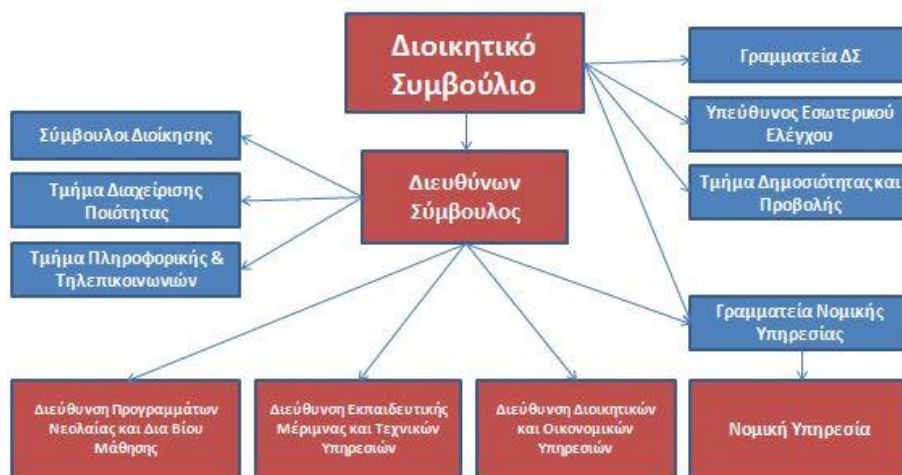 Διοικητικό
Συμβούλιο
Γραμματεία ΔΣ
Υπεύθυνος Εσωτερικού
Ελέγχου
Τμήμα Δημοσιότητας και
Προβολής
Σύμβουλοι Διοίκησης
Τμήμα Διαχείρισης
Ποιότητας
Τμήμα Πληροφορικής &
Τηλεπικοινωνιών
Διευθύνων
Σύμβουλος
Γραμματεία Νομικής
Υπηρεσίας
Διεύθυνση Προγραμμάτων
Νεολαίας και Δια Βίου
Μάθησης
Διεύθυνση Εκπαιδευτικής
Μέριμνας και Τεχνικών
Υπηρεσιών
Διεύθυνση Διοικητικών
και Οικονομικών
Υπηρεσιών
Νομική Υπηρεσία